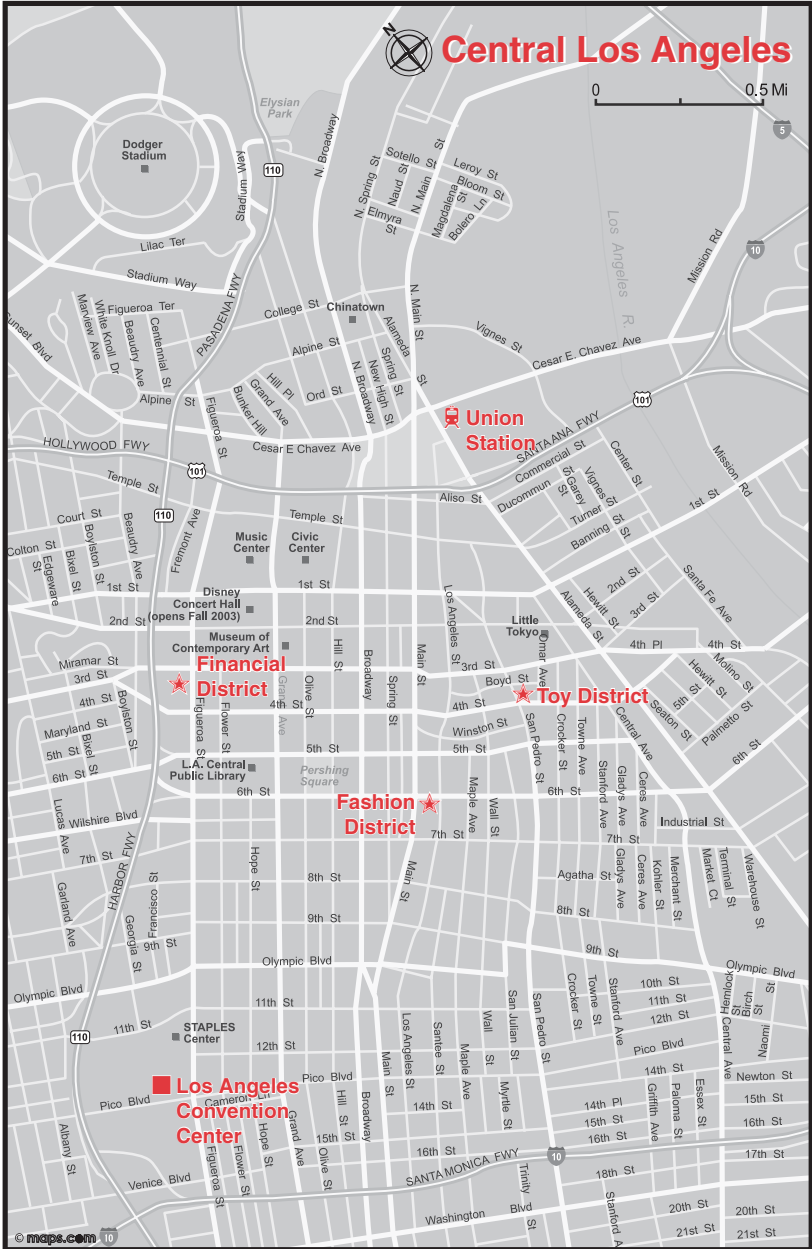 N
Central Los Angeles
0 0.5 Mi
Elysian
Park
5
Dodger
Stadium
110
Stadium Way
N. Broadway
N. Spring St
Sotello St
Naud St
N. Main St
Leroy St
Bloom St
Magdalena
St
Bolero Ln
Elmyra
St
Los Angeles R.
Mission Rd
10
Lilac Ter
Stadium Way
PASADENA FWY
Sunset Blvd
Marview Ave
White Knoll Dr
Figueroa Ter
Beaudry Ave
Centennial St
College St
Chinatown
N. Main St
Alameda St
Vignes St
Cesar E. Chavez Ave
Alpine St
Spring St
New High St
N. Broadway
Hill Pl
Grand Ave
Bunker Hill
Ord St
Alpine St
Figueroa St
101
Union
Station
SANTA ANA FWY
HOLLYWOOD FWY
Cesar E Chavez Ave
101
Temple St
Aliso St
Commercial St
Ducommun St
Garey St
Vignes St
Center St
Turner St
Banning St
1st St
Mission Rd
110
Fremont Ave
Temple St
Court St
Colton St
Edgeware
Bixel St
Boylston St
Beaudry Ave
Music
Center
Civic
Center
1st St
1st St
Disney
Concert Hall
(opens Fall 2003)
2nd St
2nd St
Museum of
Contemporary Art
Los Angeles St
Little
Tokyo
Omar Ave
Alameda St
Hewitt St
2nd St
3rd St
Santa Fe Ave
4th Pl
4th St
Miramar St
3rd St
Financial
District
Hill St
Broadway
Spring St
Main St
3rd St
Boyd St
Toy District
4th St
Maryland St
5th St
6th St
Bixel St
Boylston St
Figueroa St
Flower St
Grand Ave
Olive St
4th St
4th St
Winston St
5th St
5th St
San Pedro St
Crocker St
Towne Ave
Central Ave
Molino St
Hewitt St
5th St
Seaton St
Palmetto St
6th St
L.A. Central
Public Library
Pershing
Square
6th St
Fashion
District
Maple Ave
Wall St
6th St
Stanford Ave
Gladys Ave
Ceres Ave
Industrial St
Lucas Ave
Wilshire Blvd
7th St
7th St
7th St
HARBOR FWY
Garland Ave
Georgia St
Francisco St
9th St
Hope St
8th St
9th St
Main St
Agatha St
8th St
Gladys Ave
Ceres Ave
Kohler St
Merchant St
Market Ct
Terminal St
Warehouse St
9th St
Olympic Blvd
Olympic Blvd
Olympic Blvd
11th St
11th St
STAPLES
Center
12th St
110
Los Angeles St
Santee St
Maple Ave
Wall St
San Julian St
San Pedro St
Crocker St
Towne St
Stanford Ave
10th St
11th St
12th St
Pico Blvd
Hemlock St
Birch St
Naomi St
Central Ave
Los Angeles
Convention
Center
Pico Blvd
Pico Blvd
Cameron Ln
Main St
Broadway
Hill St
14th St
Myrtle St
14th St
14th Pl
15th St
16th St
Griffith Ave
Paloma St
Essex St
Newton St
15th St
16th St
17th St
Albany St
Venice Blvd
Figueroa St
Flower St
Hope St
Grand Ave
Olive St
15th St
16th St
SANTA MONICA FWY
10
Trinity St
18th St
Washington Blvd
Stanford A
20th St
21st St
20th St
21st St
10
© maps.com